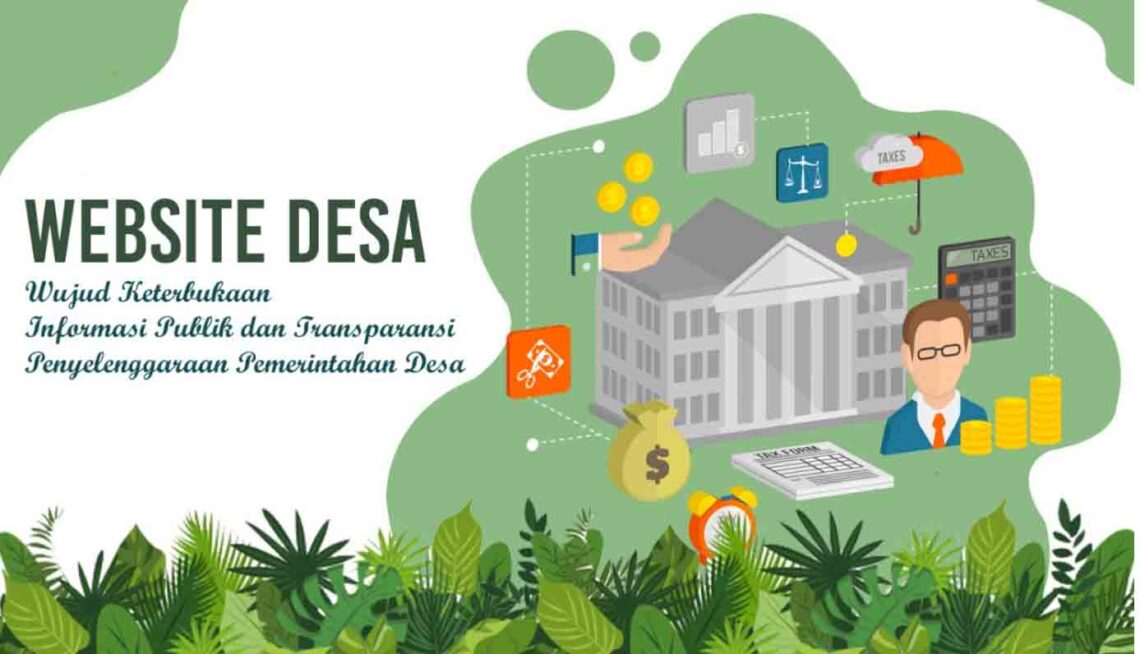 WEBSITE DESA
Wujud Keterbukaan
Informasi Publik dan Transparansi
Penyelenggaraan Pemerintahan Desa
$
TAXES
TAXES
$
TAX FORM